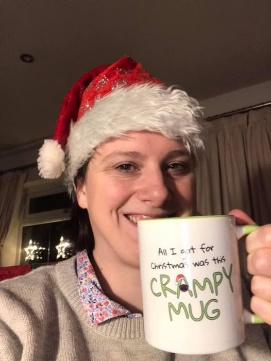 All I got for
Christmas was this
CRAMPY
MUG